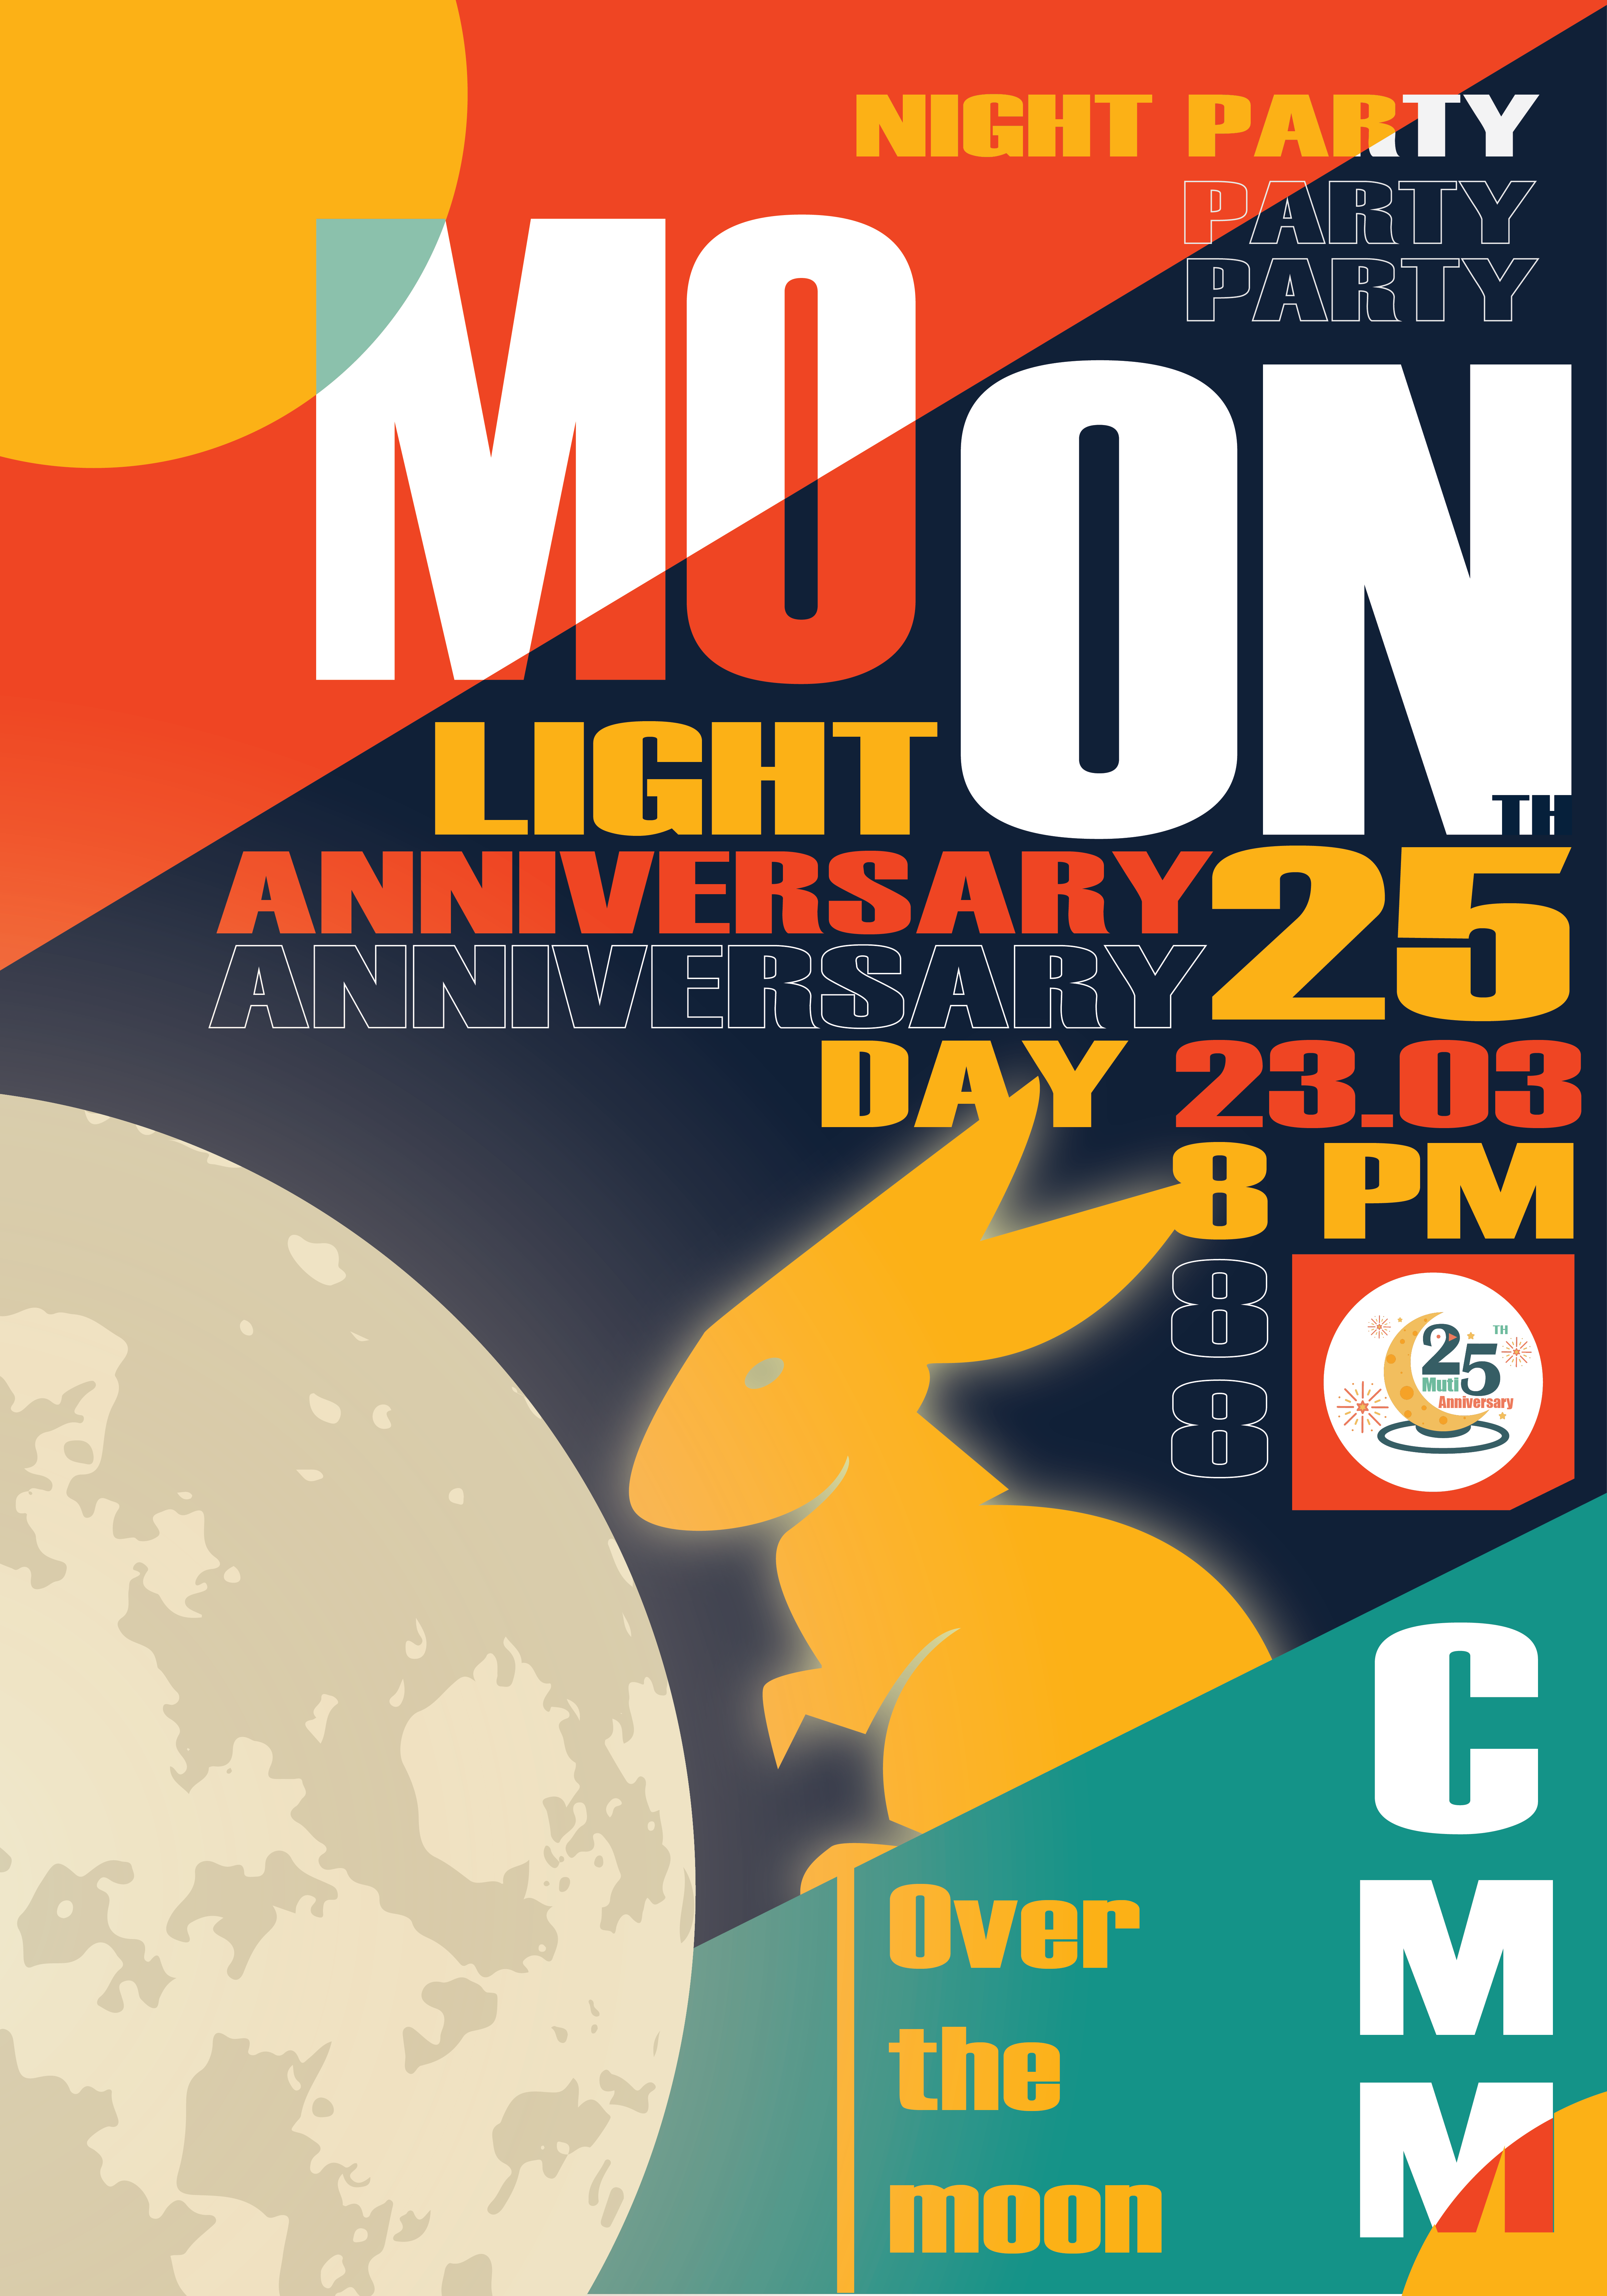 NIGHT PARTY
PARTY
PARTY
MOON
LIGHT
TH
ANNIVERSARY 25
ANNIVERSARY
DAY 23.03
8 PM
8
8
25 TH
Muti
Anniversary
C
M
M
Over
the
moon